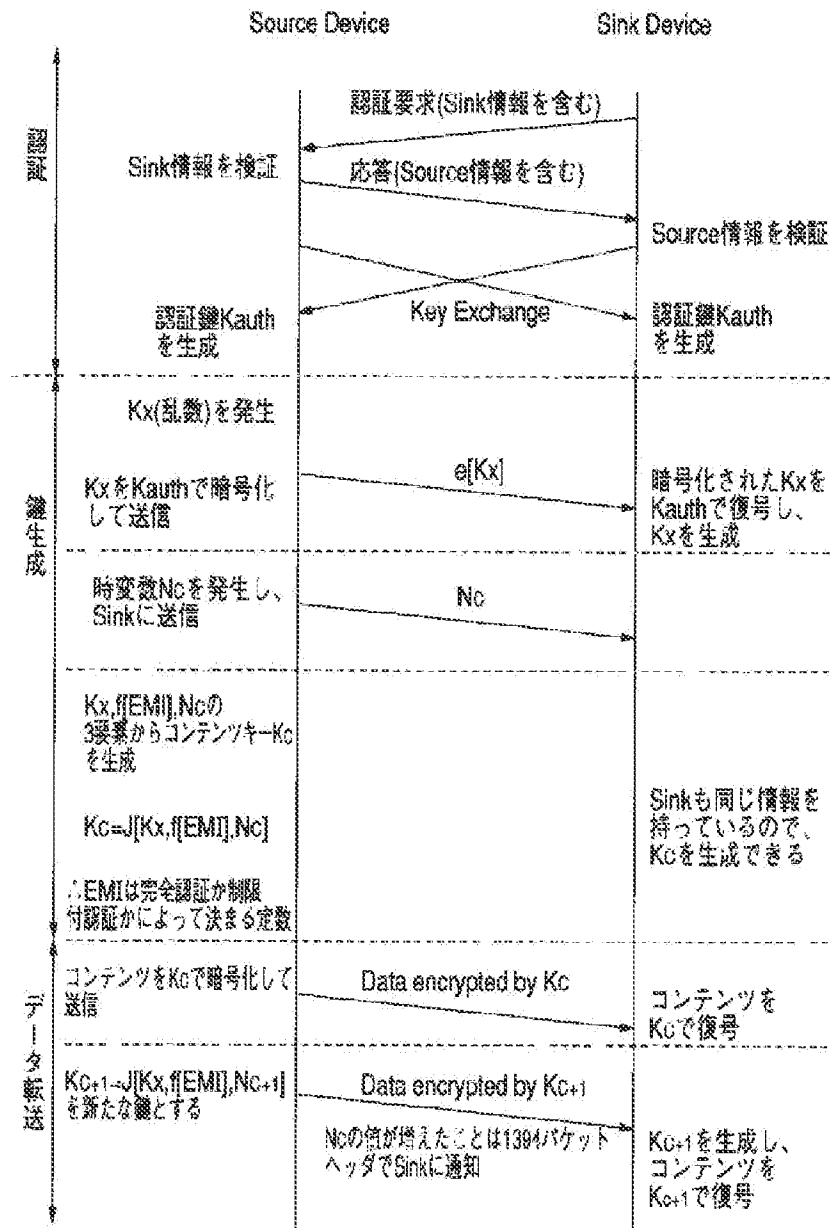 Source Device
Sink Device
認証
認証要求(Sink情報を含む)
Sink情報を検証
応答(Source情報を含む)
Source情報を検証
Key Exchange
認証鍵Kauth
を生成
認証鍵Kauth
を生成
鍵生成
Kx(乱数)を発生
e[Kx]
KxをKauthで暗号化
して送信
暗号化されたKxを
Kauthで復号し、
Kxを生成
時変数Ncを発生し、
Sinkに送信
Nc
Kx,f[EMI],Ncの
3要素からコンテンツキーKc
を生成
Kc=J[Kx,f[EMI],Nc]
∴EMIは完全認証か制限
付認証かによって決まる定数
Sinkも同じ情報を
持っているので、
Kcを生成できる
データ転送
コンテンツをKcで暗号化して
送信
Data encrypted by Kc
コンテンツを
Kcで復号
Kc+1=J[Kx,f[EMI],Nc+1]
を新たな鍵とする
Data encrypted by Kc+1
Ncの値が増えたことは1394パケット
ヘッダでSinkに通知
Kc+1を生成し、
コンテンツを
Kc+1で復号